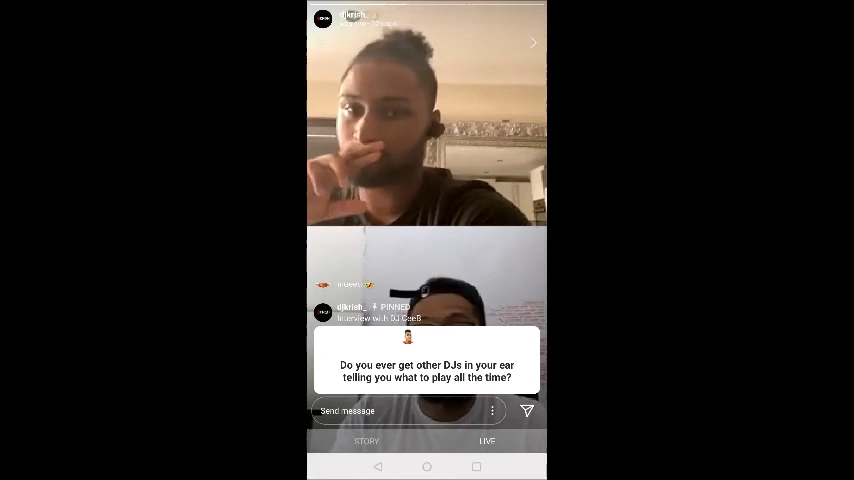 djkrish_
djkrish_ PINNED
Interview with DJ CeeB
Do you ever get other DJs in your ear
telling you what to play all the time?
Send message
STORY
LIVE